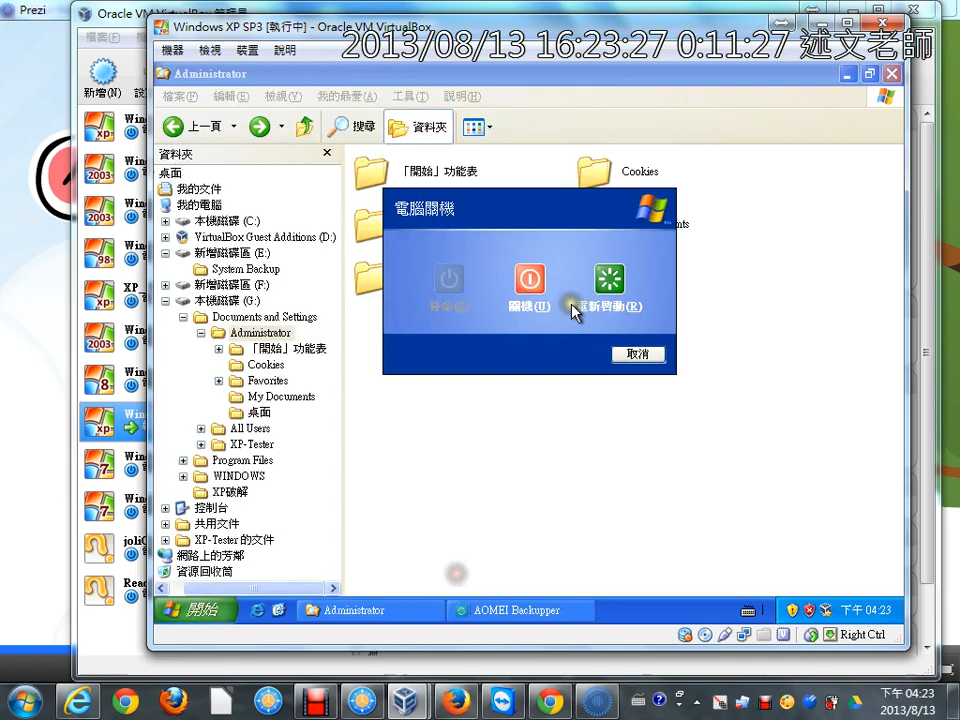 Prezi
Oracle VM VirtualBox 管理員
Windows XP SP3 [執行中] - Oracle VM VirtualBox
2013/08/13 16:23:27 0:11:27 述文老師
檔案(F)
機器 檢視 裝置 說明
Administrator
新增(N)
檔案(F) 編輯(E) 檢視(V) 我的最愛(A) 工具(T) 說明(H)
上一頁 搜尋 資料夾
資料夾
桌面
我的文件
我的電腦
本機磁碟 (C:)
VirtualBox Guest Additions (D:)
新增磁碟區 (E:)
System Backup
新增磁碟區 (F:)
本機磁碟 (G:)
Documents and Settings
Administrator
「開始」功能表
Cookies
Favorites
My Documents
桌面
All Users
XP-Tester
Program Files
WINDOWS
XP破解
控制台
共用文件
XP-Tester 的文件
網路上的芳鄰
資源回收筒
「開始」功能表
Cookies
電腦關機
待命(S)
關機(U)
重新啟動(R)
取消
開始
Administrator
AOMEI Backupper
下午 04:23
Right Ctrl
下午 04:23
2013/8/13